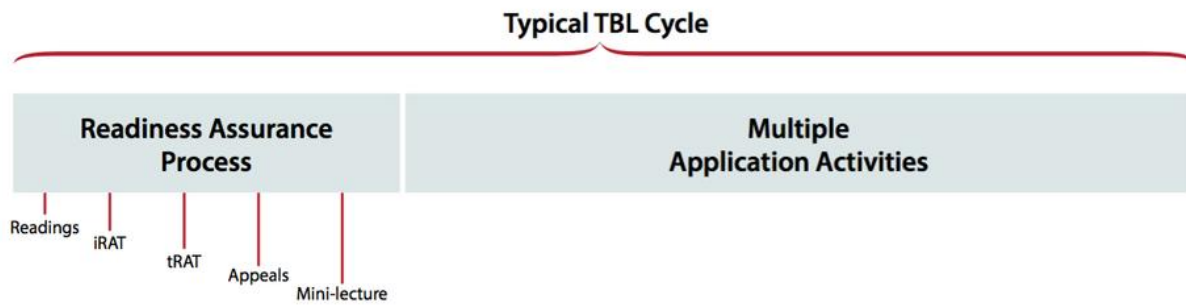 Typical TBL Cycle
Readiness Assurance
Process
Multiple
Application Activities
Readings
iRAT
tRAT
Appeals
Mini-lecture